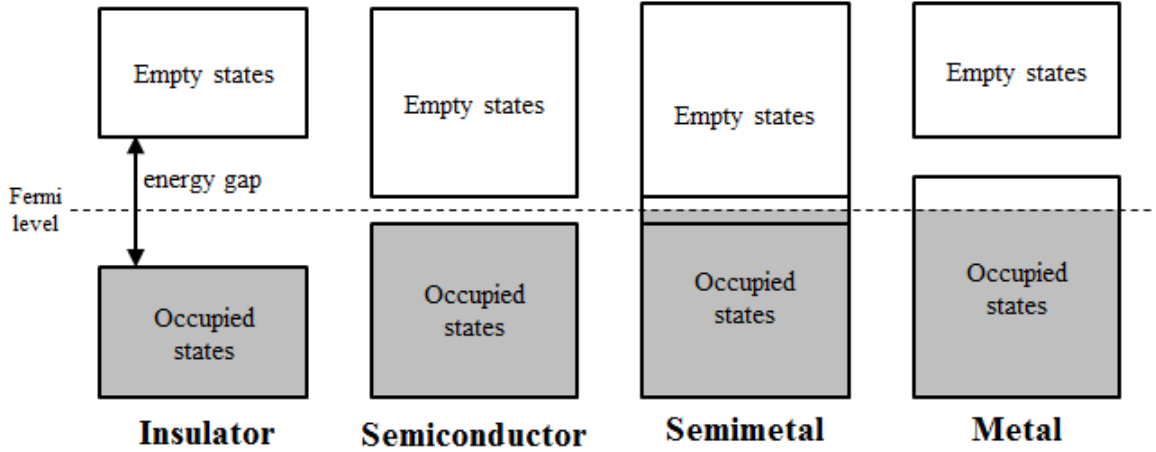 Empty states
Empty states
Empty states
Empty states
energy gap
Fermi
level
Occupied
states
Occupied
states
Occupied
states
Occupied
states
Insulator
Semiconductor
Semimetal
Metal